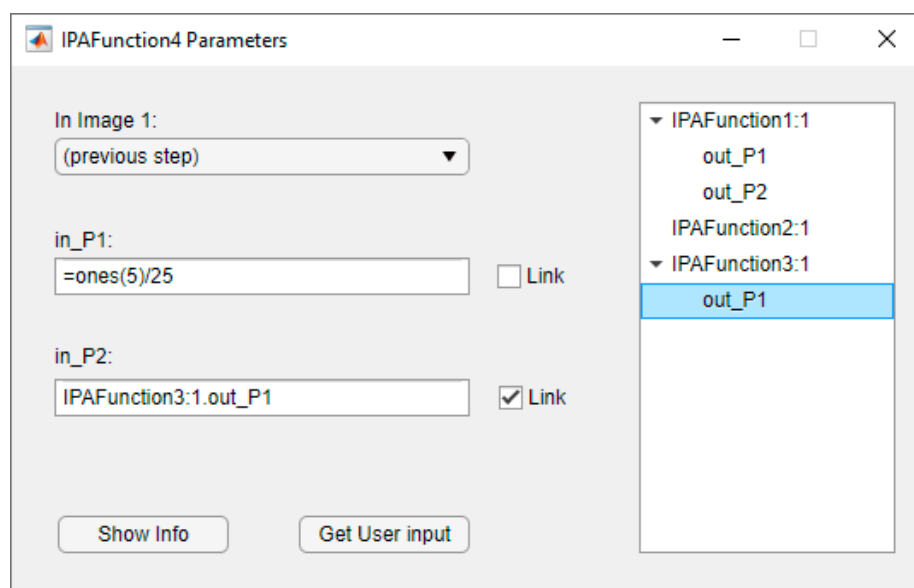 IPAFunction4 Parameters
In Image 1:
(previous step)
in_P1:
=ones(5)/25
Link
in_P2:
IPAFunction3:1.out_P1
Link
Show Info
Get User input
IPAFunction1:1
out_P1
out_P2
IPAFunction2:1
IPAFunction3:1
out_P1